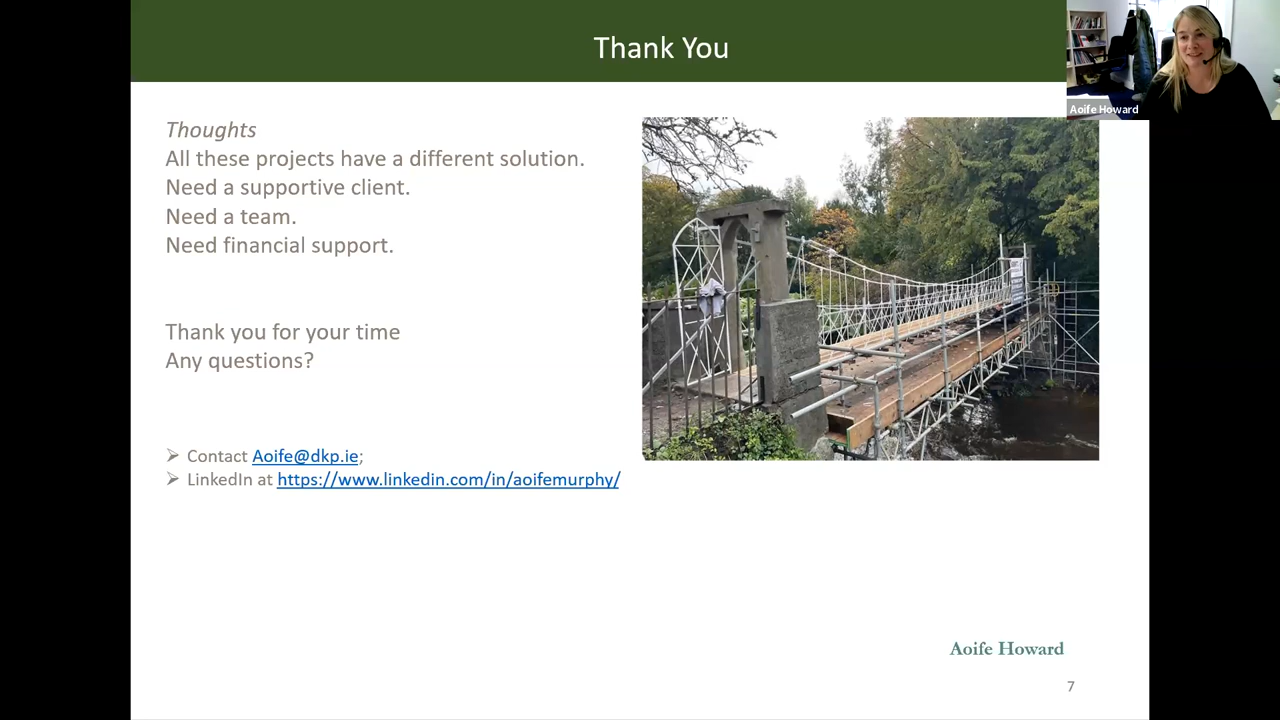 Thank You
Aoife Howard
Thoughts
All these projects have a different solution.
Need a supportive client.
Need a team.
Need financial support.
Thank you for your time
Any questions?
➢ Contact Aoife@dkp.ie;
➢ LinkedIn at https://www.linkedin.com/in/aoifemurphy/
Aoife Howard
7